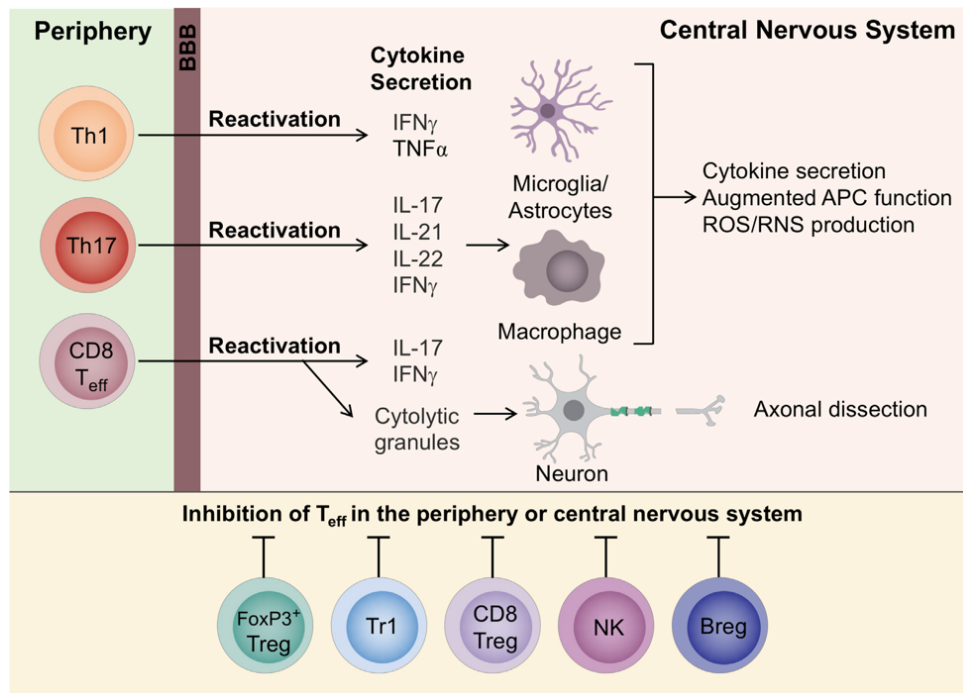 Periphery
BBB
Central Nervous System
Cytokine
Secretion
Th1
Reactivation
IFNγ
TNFα
Microglia/
Astrocytes
Th17
Reactivation
IL-17
IL-21
IL-22
IFNγ
Macrophage
Cytokine secretion
Augmented APC function
ROS/RNS production
CD8
Teff
Reactivation
IL-17
IFNγ
Cytolytic
granules
Neuron
Axonal dissection
Inhibition of Teff in the periphery or central nervous system
FoxP3+
Treg
Tr1
CD8
Treg
NK
Breg